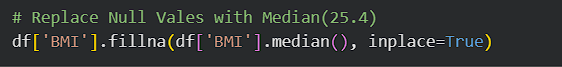 # Replace Null Vales with Median(25.4)
df['BMI'].fillna(df['BMI'].median(), inplace=True)